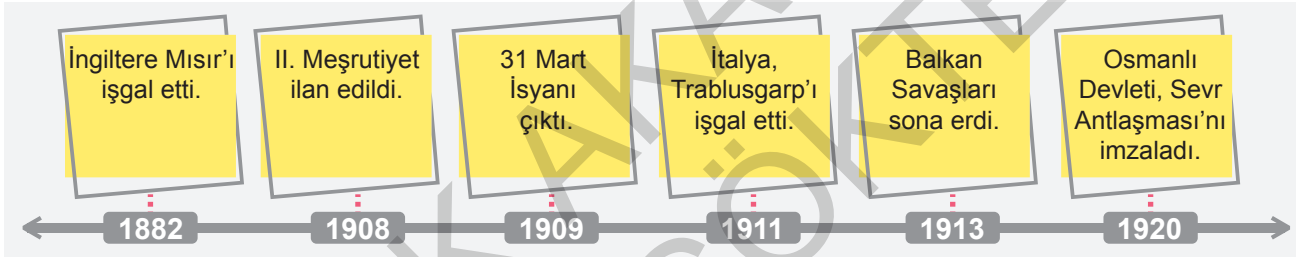 İngiltere Mısır’ı
işgal etti.
II. Meşrutiyet
ilan edildi.
31 Mart
İsyanı
çıktı.
İtalya,
Trablusgarp’ı
işgal etti.
Balkan
Savaşları
sona erdi.
Osmanlı
Devleti, Sevr
Antlaşması’nı
imzaladı.
1882
1908
1909
1911
1913
1920